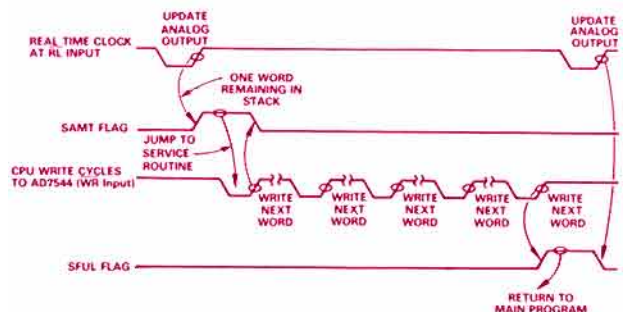 UPDATE
ANALOG
OUTPUT
UPDATE
ANALOG
OUTPUT
REAL TIME CLOCK
AT RL INPUT
ONE WORD
REMAINING IN
STACK
SAMT FLAG
JUMP TO
SERVICE
ROUTINE
CPU WRITE CYCLES
TO AD7544 (WR Input)
WRITE
NEXT
WORD
WRITE
NEXT
WORD
WRITE
NEXT
WORD
WRITE
NEXT
WORD
WRITE
NEXT
WORD
SFUL FLAG
RETURN TO
MAIN PROGRAM